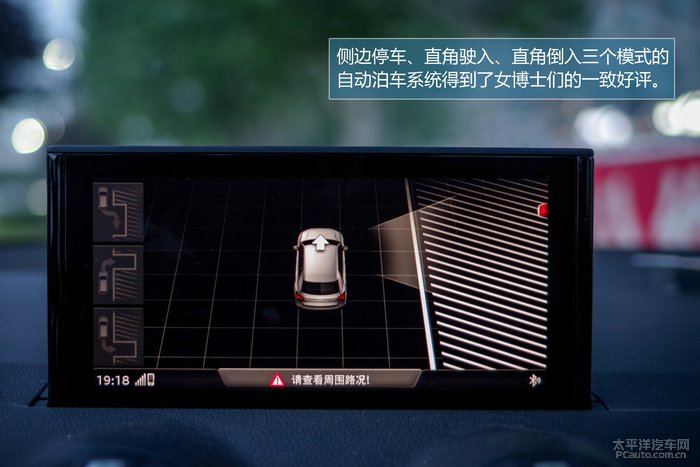 侧边停车、直角驶入、直角倒入三个模式的
自动泊车系统得到了女博士们的一致好评。
19:18
请查看周围路况!
太平洋汽车网
PCauto.com.cn